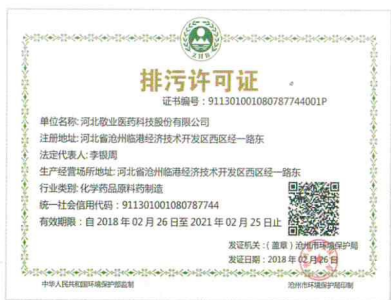 排污许可证
证书编号：911301001080787744001P
单位名称：河北敬业医药科技股份有限公司
注册地址：河北省沧州临港经济技术开发区西区经一路东
法定代表人：李银周
生产经营场所地址：河北省沧州临港经济技术开发区西区经一路东
行业类别：化学药品原料药制造
统一社会信用代码：911301001080787744
有效期限：自 2018 年 02 月 26 日至 2021 年 02 月 25 日止
发证机关：（盖章）沧州市环境保护局
发证日期：2018 年 02 月 26 日
中华人民共和国环境保护部监制
沧州市环境保护局印制